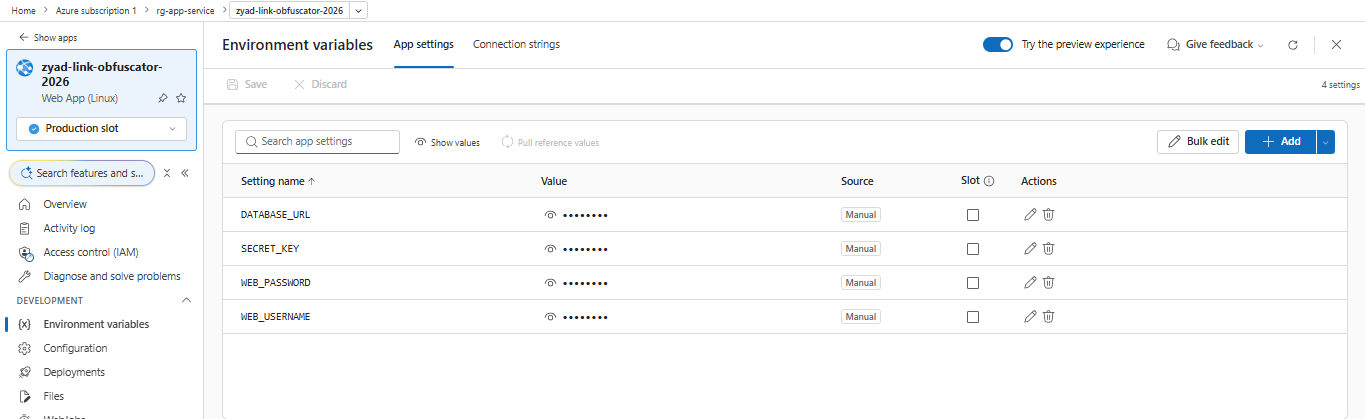 Home > Azure subscription 1 > rg-app-service > zyad-link-obfuscator-2026
Show apps
zyad-link-obfuscator-
2026
Web App (Linux)
Production slot
Search features and s...
Overview
Activity log
Access control (IAM)
Diagnose and solve problems
DEVELOPMENT
{x} Environment variables
Configuration
Deployments
Files
WebJobs
Environment variables
App settings
Connection strings
Try the preview experience
Give feedback
Save
Discard
4 settings
Search app settings
Show values
Pull reference values
Bulk edit
Add
Setting name ↑ Value Source Slot Actions
DATABASE_URL •••••••• Manual
SECRET_KEY •••••••• Manual
WEB_PASSWORD •••••••• Manual
WEB_USERNAME •••••••• Manual